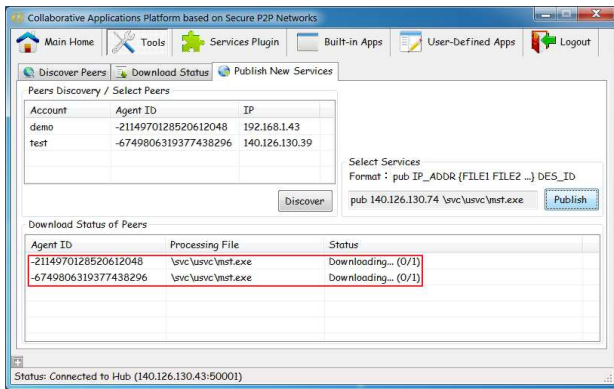 Collaborative Applications Platform based on Secure P2P Networks
Main Home Tools Services Plugin Built-in Apps User-Defined Apps Logout
Discover Peers Download Status Publish New Services
Peers Discovery / Select Peers
Account Agent ID IP
demo -2114970128520612048 192.168.1.43
test -6749806319377438296 140.126.130.39
Select Services
Format : pub IP_ADDR {FILE1 FILE2 ...} DES_ID
Discover
pub 140.126.130.74 \svc\usvc\mst.exe Publish
Download Status of Peers
Agent ID Processing File Status
-2114970128520612048 \svc\usvc\mst.exe Downloading... (0/1)
-6749806319377438296 \svc\usvc\mst.exe Downloading... (0/1)
Status: Connected to Hub (140.126.130.43:50001)